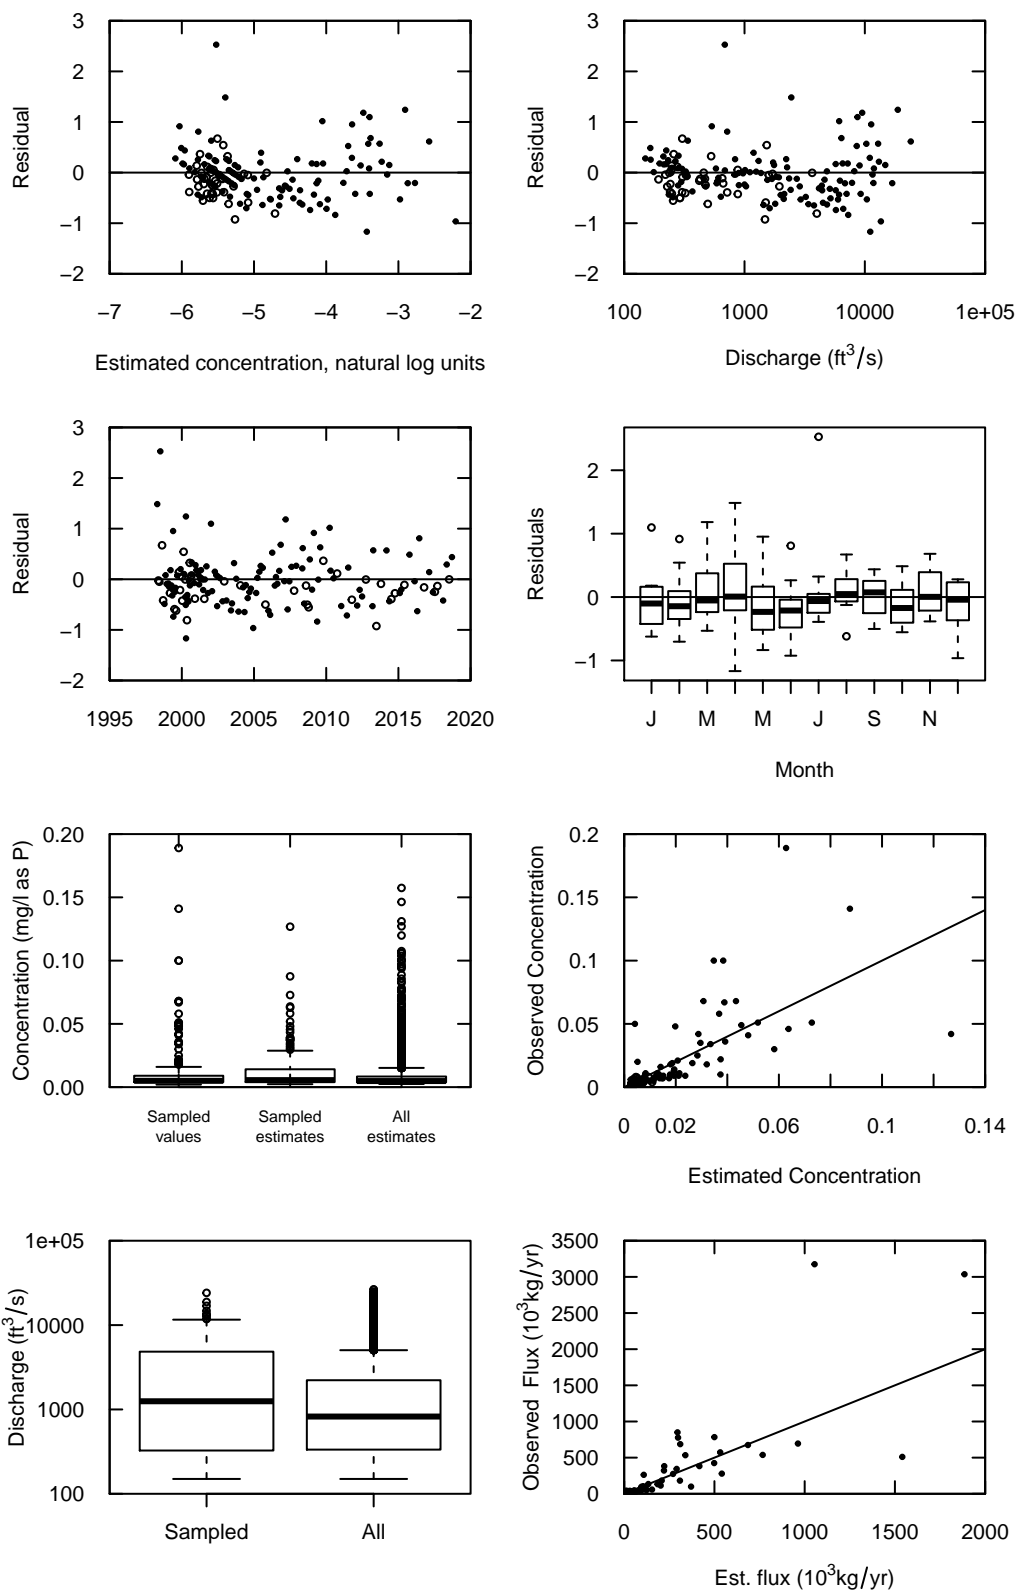 3
2
1
0
−1
−2
Residual
−7 −6 −5 −4 −3 −2
Estimated concentration, natural log units
3
2
1
0
−1
−2
Residual
100 1000 10000 1e+05
Discharge (ft³/s)
3
2
1
0
−1
−2
Residual
1995 2000 2005 2010 2015 2020
2
1
0
−1
Residuals
J M M J S N
Month
0.20
0.15
0.10
0.05
0.00
Concentration (mg/l as P)
Sampled values
Sampled estimates
All estimates
0.2
0.15
0.1
0.05
0
Observed Concentration
0 0.02 0.06 0.1 0.14
Estimated Concentration
1e+05
10000
1000
100
Discharge (ft³/s)
Sampled All
3500
3000
2500
2000
1500
1000
500
0
Observed Flux (10³kg/yr)
0 500 1000 1500 2000
Est. flux (10³kg/yr)